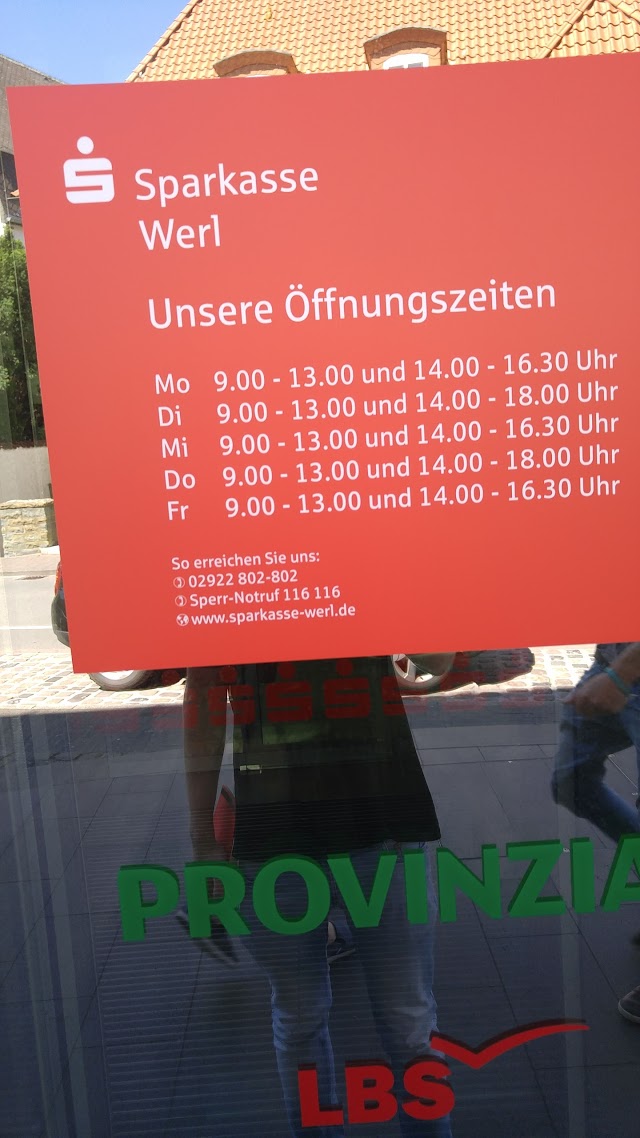 Sparkasse
Werl
Unsere Öffnungszeiten
Mo 9.00 - 13.00 und 14.00 - 16.30 Uhr
Di 9.00 - 13.00 und 14.00 - 18.00 Uhr
Mi 9.00 - 13.00 und 14.00 - 16.30 Uhr
Do 9.00 - 13.00 und 14.00 - 18.00 Uhr
Fr 9.00 - 13.00 und 14.00 - 16.30 Uhr
So erreichen Sie uns:
02922 802-802
Sperr-Notruf 116 116
www.sparkasse-werl.de
PROVINZIA
LBS